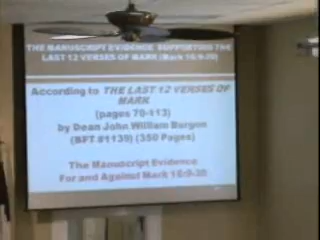 THE MANUSCRIPT EVIDENCE SUPPORTING THE
LAST 12 VERSES OF MARK (Mark 16:9-20)
According to THE LAST 12 VERSES OF
MARK
(pages 70-113)
by Dean John William Burgon
(BFT #1139) (350 Pages)
The Manuscript Evidence
For and Against Mark 16:9-20